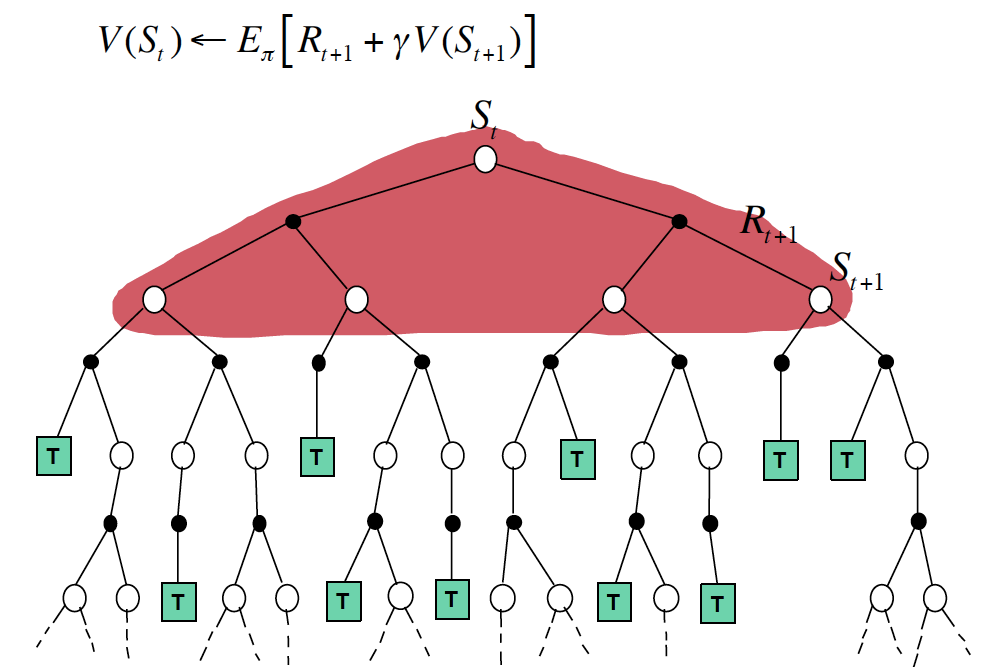 V(S_t) ← E_π[R_{t+1} + γV(S_{t+1})]
S_t
R_{t+1}
S_{t+1}
T T T T T
T T T T T